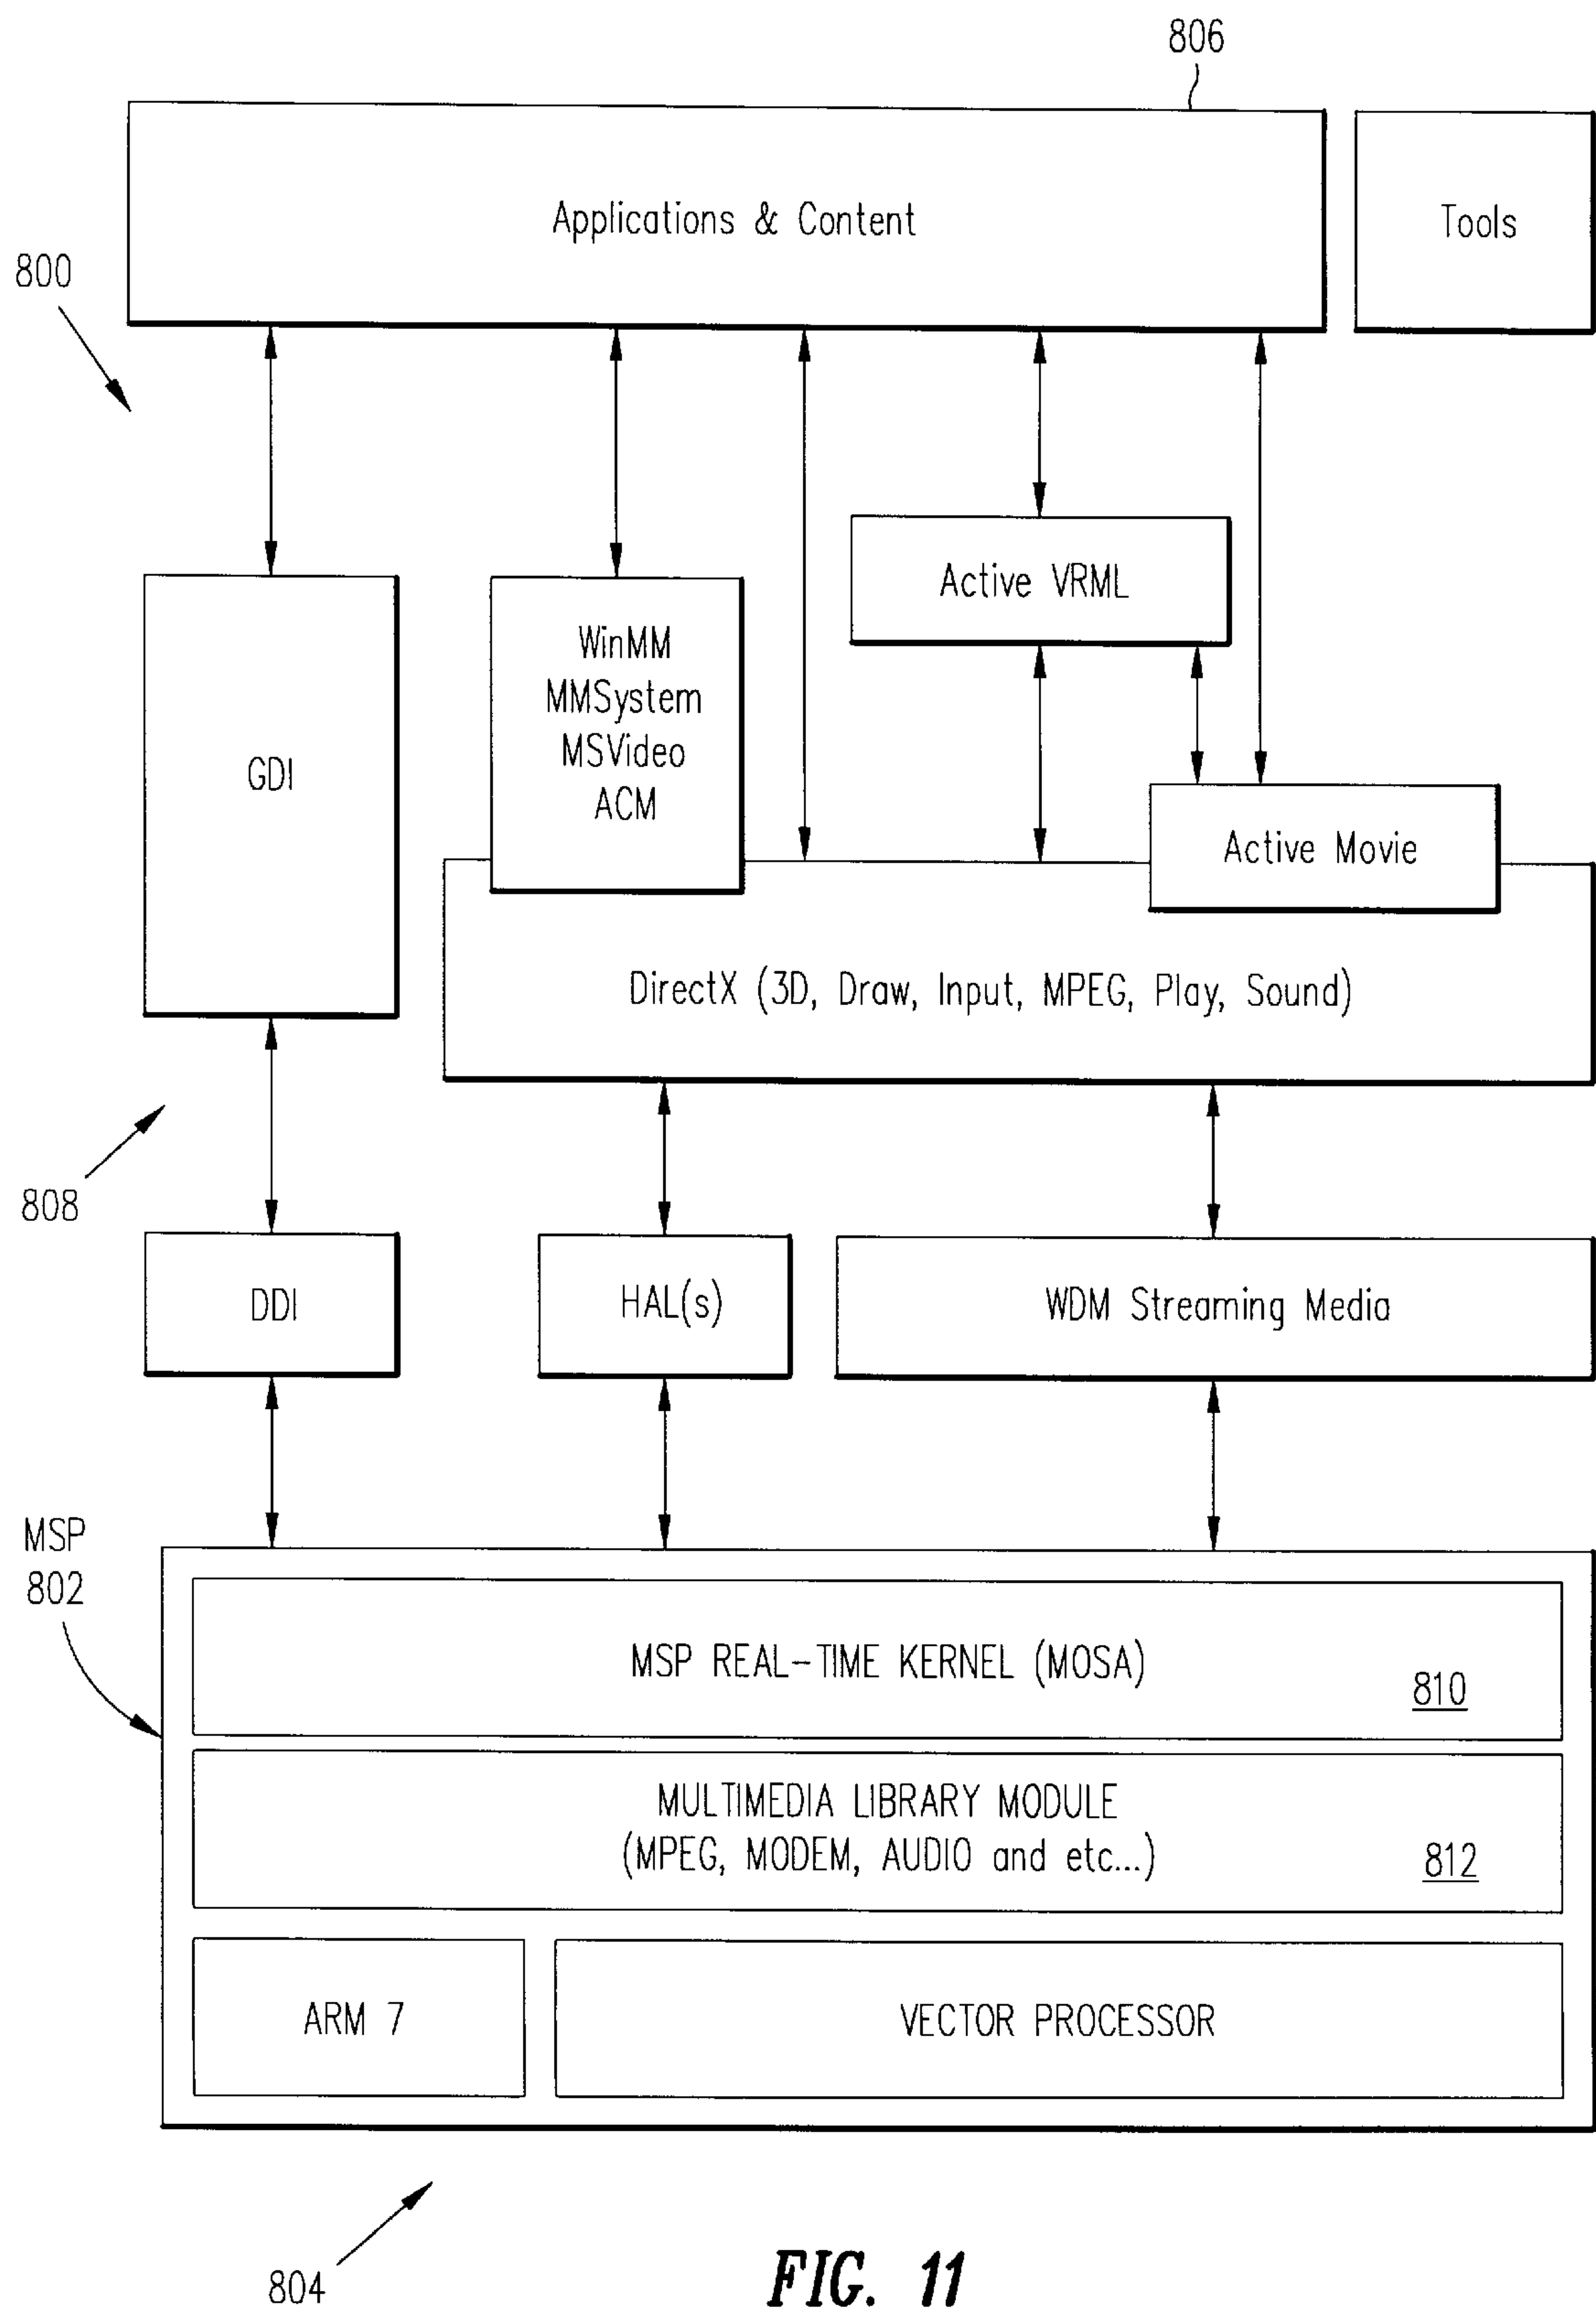 806
Applications & Content
Tools
800
Active VRML
WinMM
MMSystem
MSVideo
ACM
GDI
Active Movie
DirectX (3D, Draw, Input, MPEG, Play, Sound)
808
DDI
HAL(s)
WDM Streaming Media
MSP
802
MSP REAL-TIME KERNEL (MOSA)
810
MULTIMEDIA LIBRARY MODULE
(MPEG, MODEM, AUDIO and etc...)
812
ARM 7
VECTOR PROCESSOR
804
FIG. 11